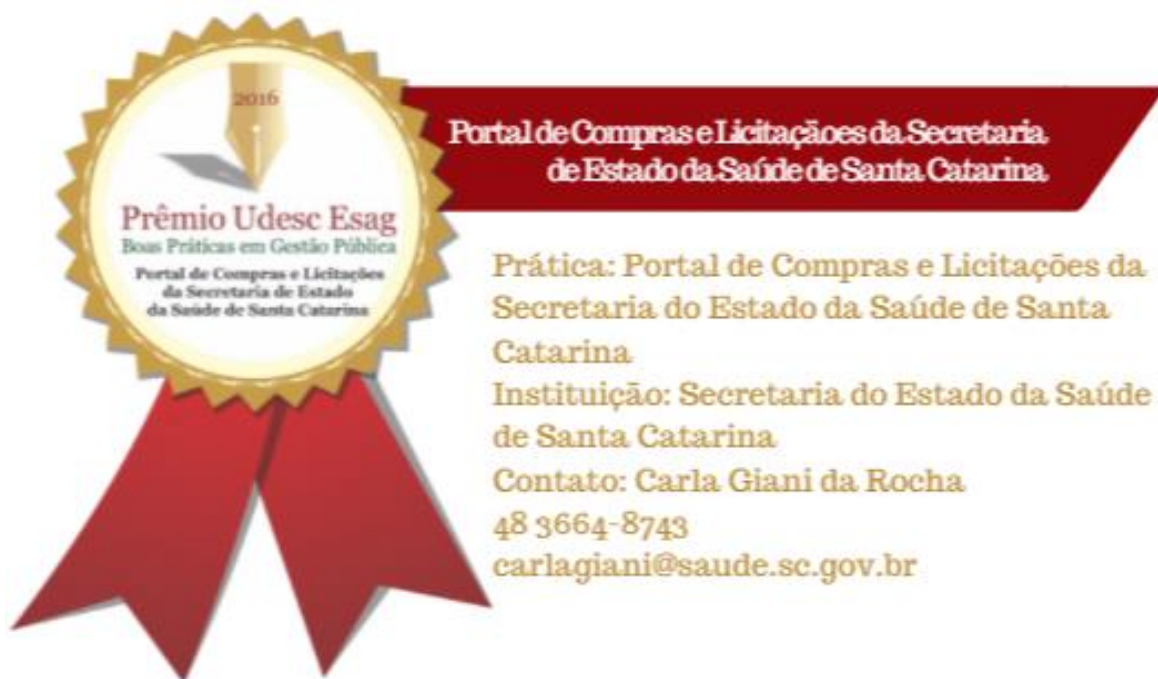 2016
Prêmio Udesc Esag
Boas Práticas em Gestão Pública
Portal de Compras e Licitações
da Secretaria de Estado
da Saúde de Santa Catarina
Portal de Compras e Licitaçãoes da Secretaria
de Estado da Saúde de Santa Catarina
Prática: Portal de Compras e Licitações da
Secretaria do Estado da Saúde de Santa
Catarina
Instituição: Secretaria do Estado da Saúde
de Santa Catarina
Contato: Carla Giani da Rocha
48 3664-8743
carlagiani@saude.sc.gov.br